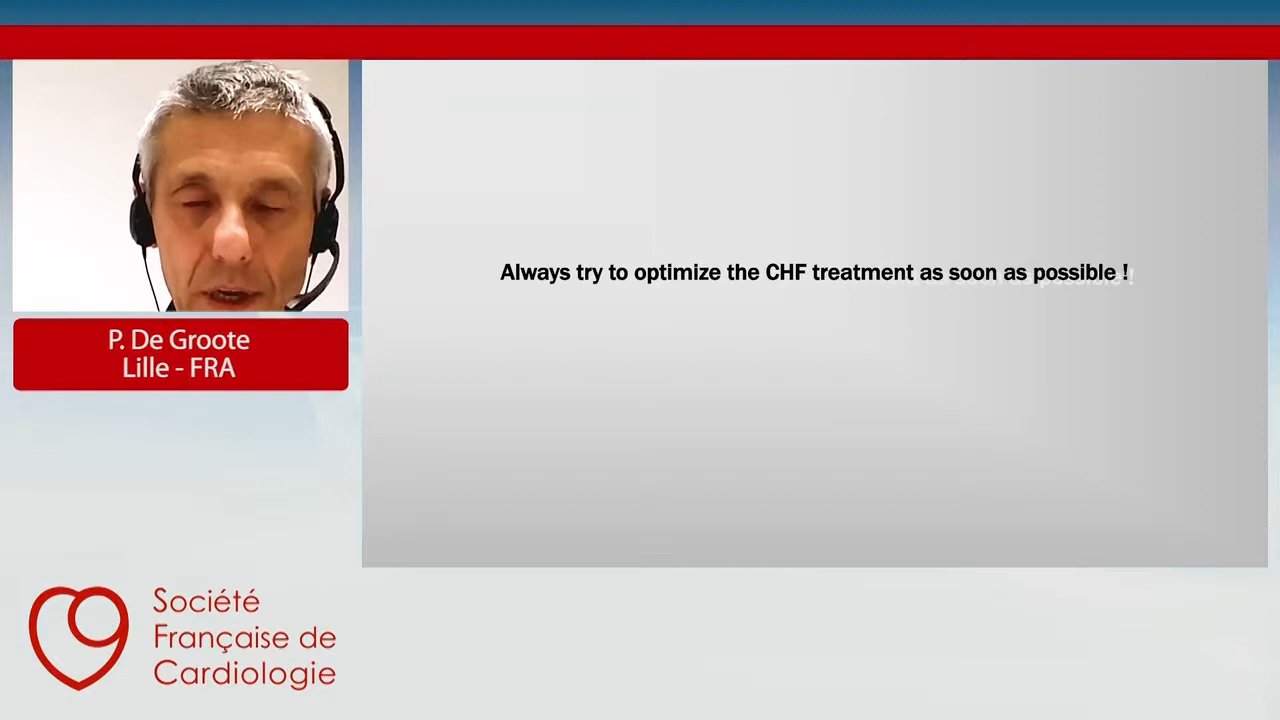 Always try to optimize the CHF treatment as soon as possible !
P. De Groote
Lille - FRA
Société
Française de
Cardiologie